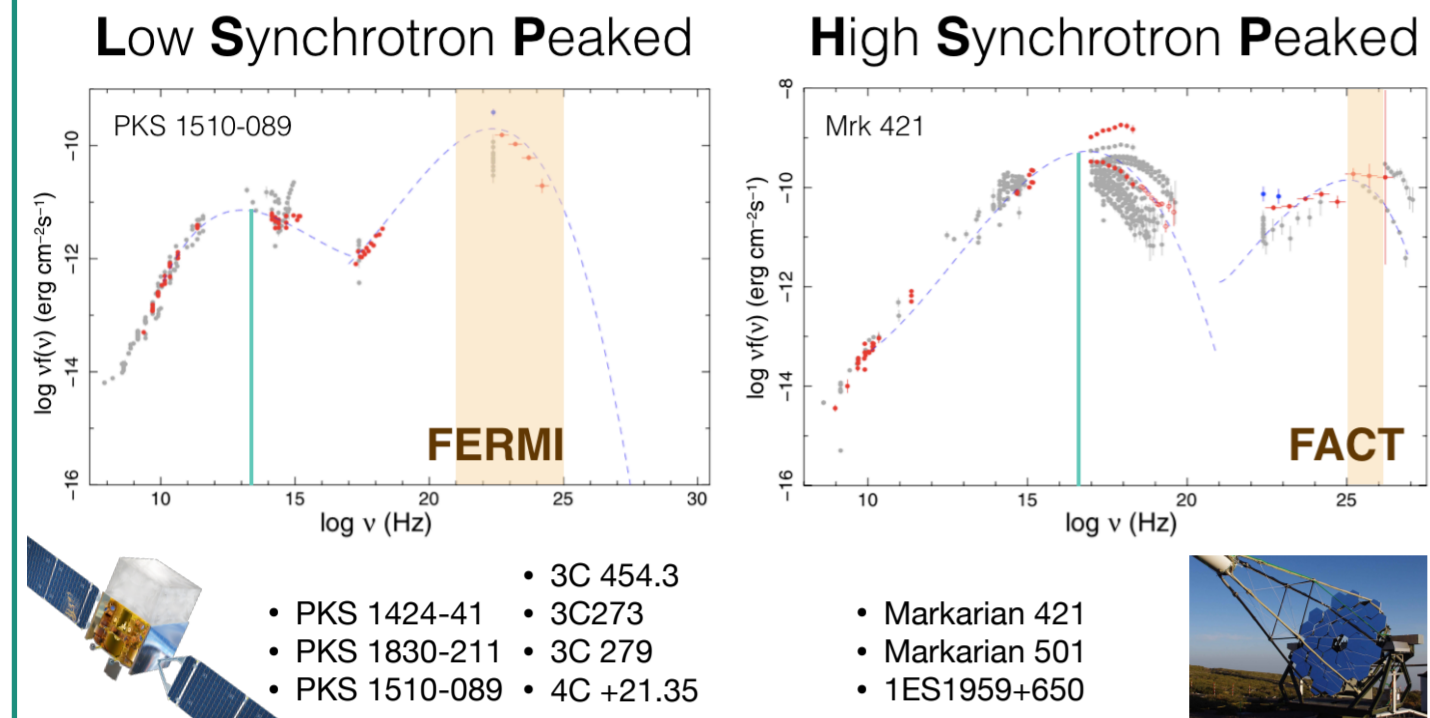 Low Synchrotron Peaked
PKS 1510-089
log νf(ν) (erg cm⁻²s⁻¹)
−10
−12
−14
−16
FERMI
10 15 20 25 30
log ν (Hz)
High Synchrotron Peaked
Mrk 421
log νf(ν) (erg cm⁻²s⁻¹)
−8
−10
−12
−14
−16
FACT
10 15 20 25
log ν (Hz)
• PKS 1424-41
• PKS 1830-211
• PKS 1510-089
• 3C 454.3
• 3C273
• 3C 279
• 4C +21.35
• Markarian 421
• Markarian 501
• 1ES1959+650